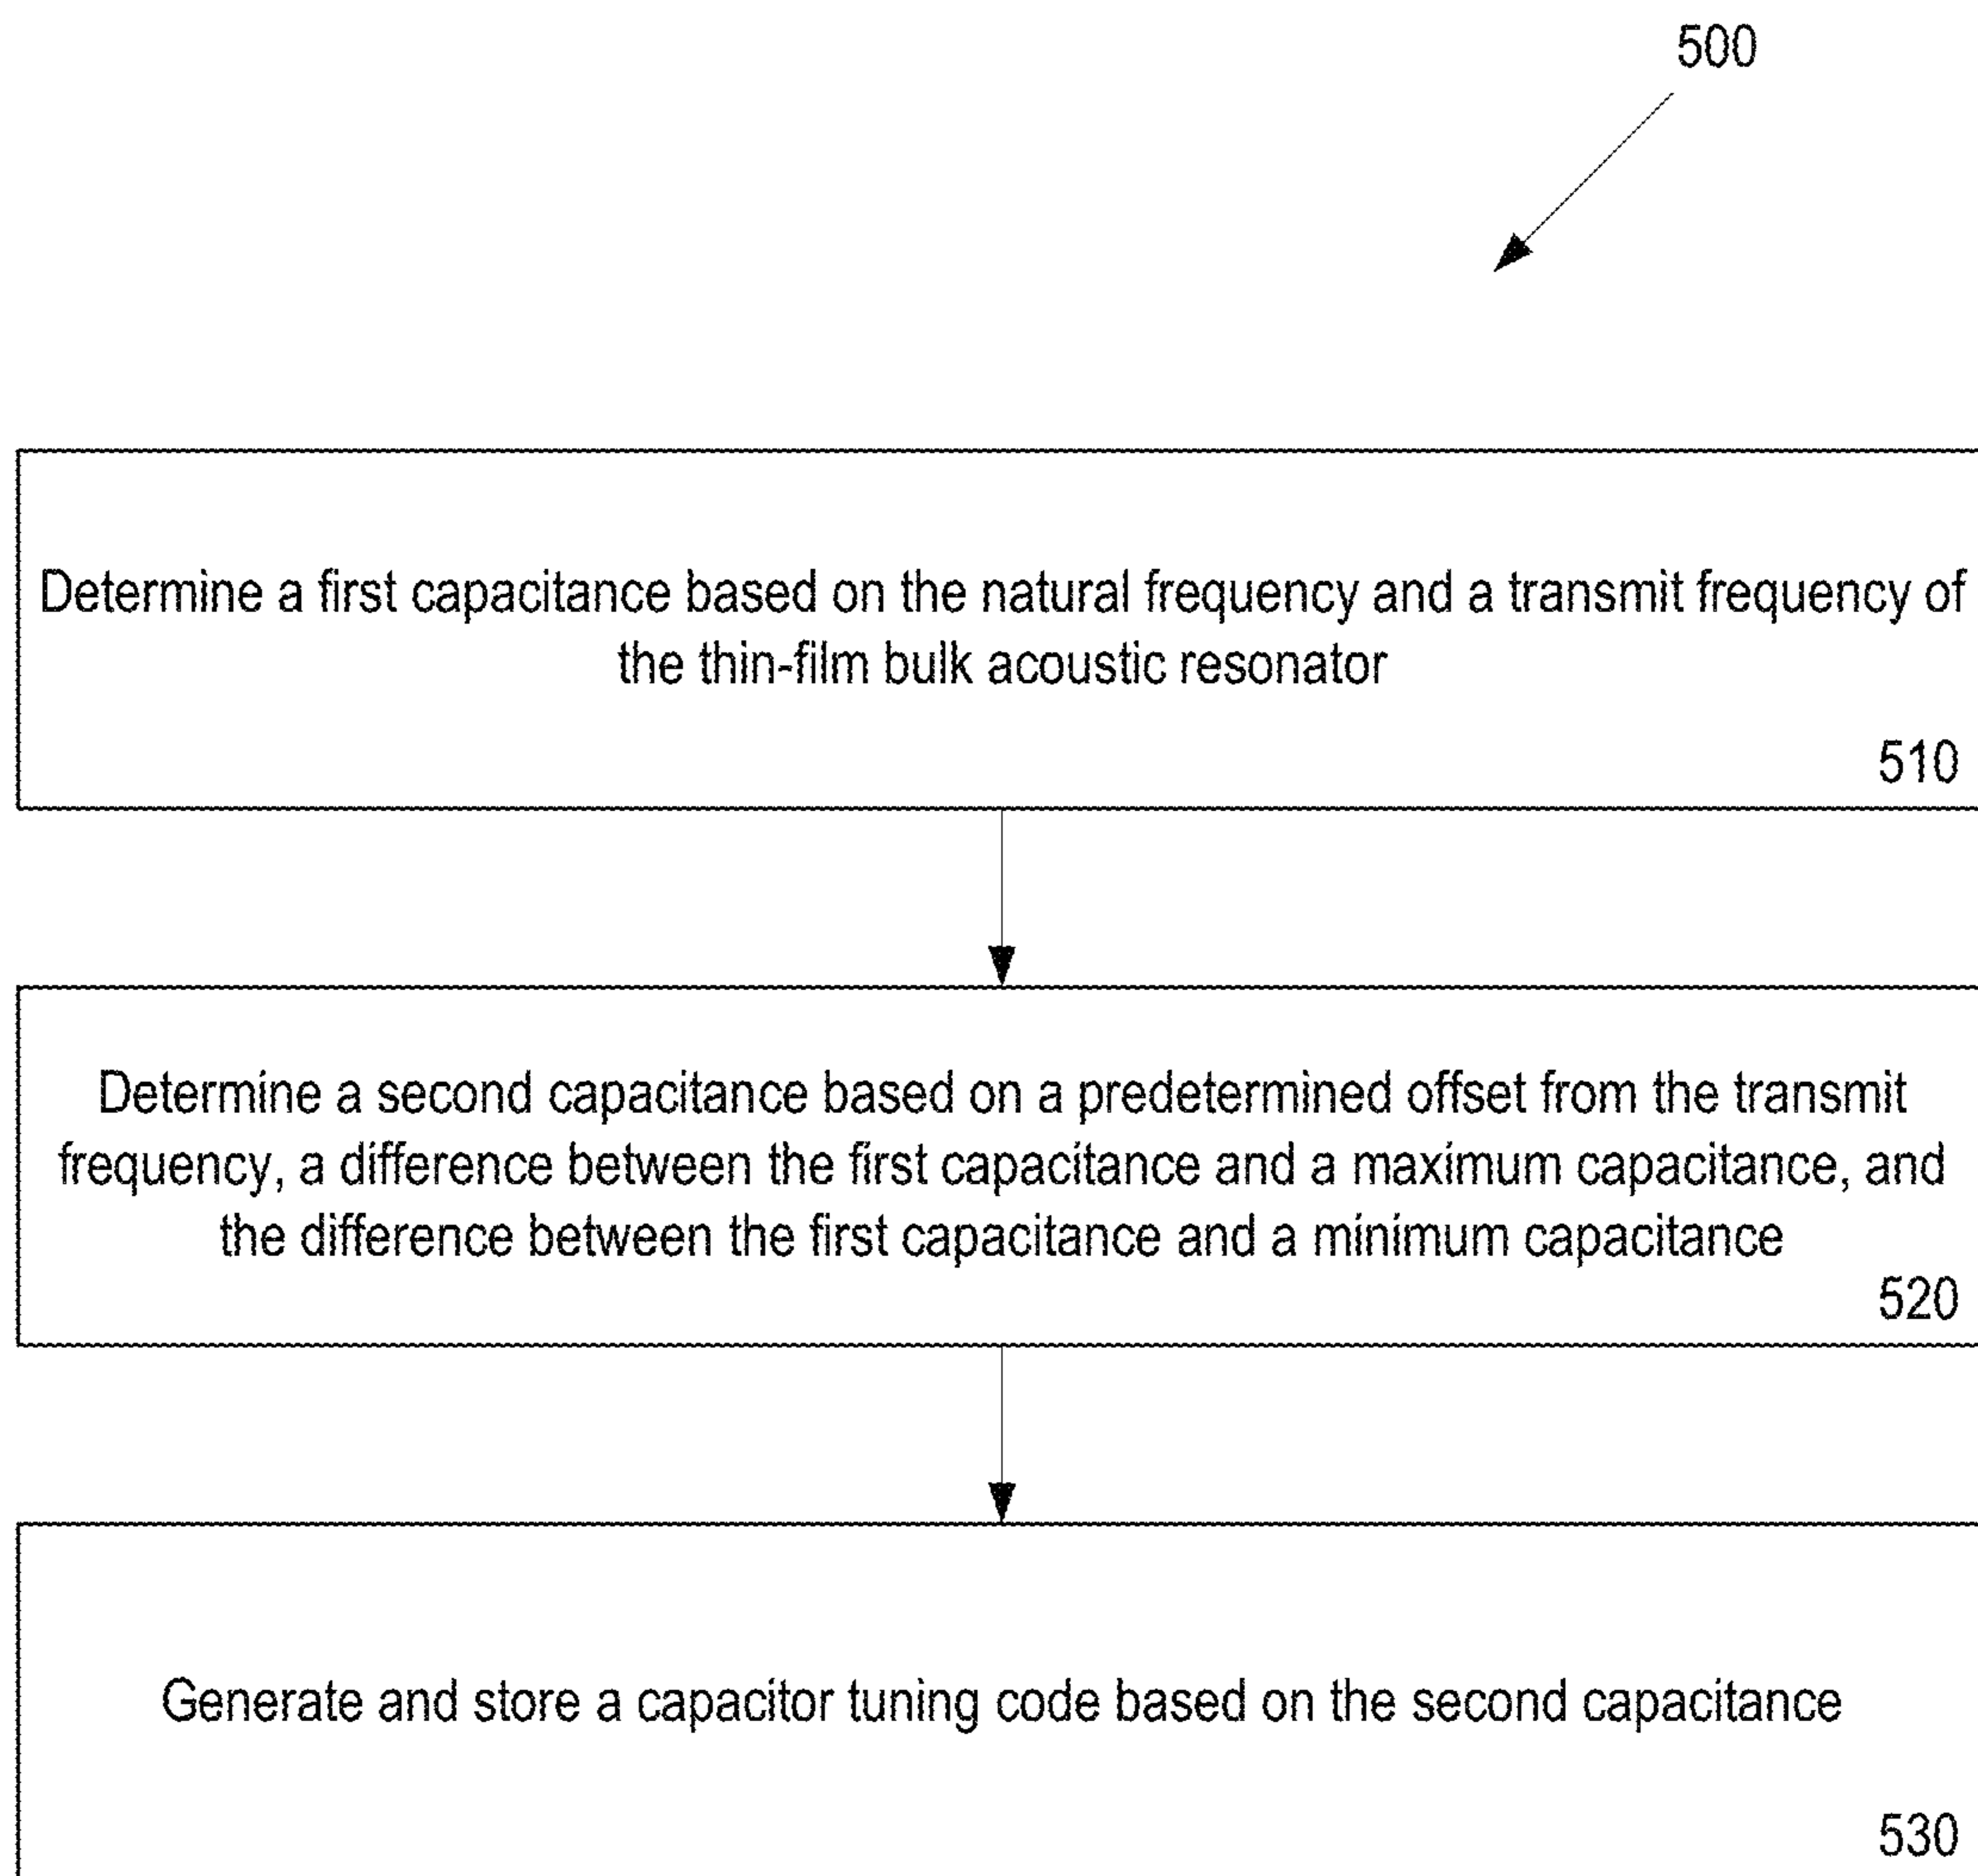 500
Determine a first capacitance based on the natural frequency and a transmit frequency of
the thin-film bulk acoustic resonator
510
Determine a second capacitance based on a predetermined offset from the transmit
frequency, a difference between the first capacitance and a maximum capacitance, and
the difference between the first capacitance and a minimum capacitance
520
Generate and store a capacitor tuning code based on the second capacitance
530